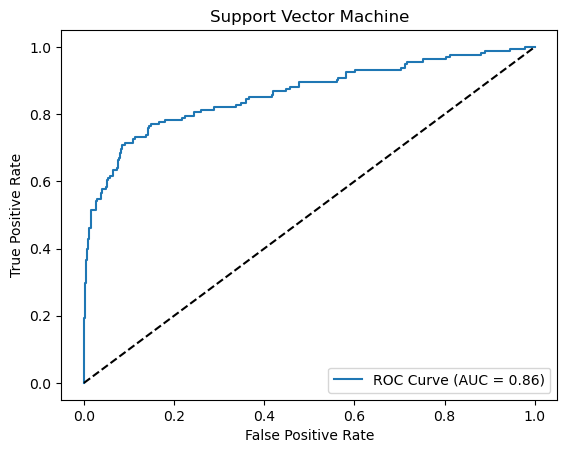 Support Vector Machine
True Positive Rate
1.0
0.8
0.6
0.4
0.2
0.0
ROC Curve (AUC = 0.86)
0.0 0.2 0.4 0.6 0.8 1.0
False Positive Rate